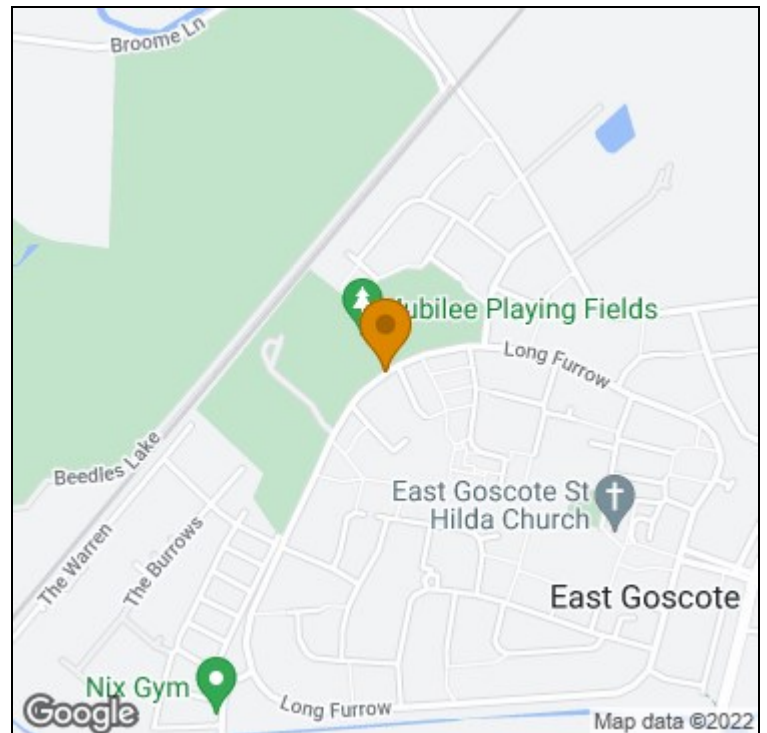 Broome Ln
Jubilee Playing Fields
Long Furrow
Beedles Lake
East Goscote St
Hilda Church
The Warren
The Burrows
East Goscote
Nix Gym
Long Furrow
Google
Map data ©2022